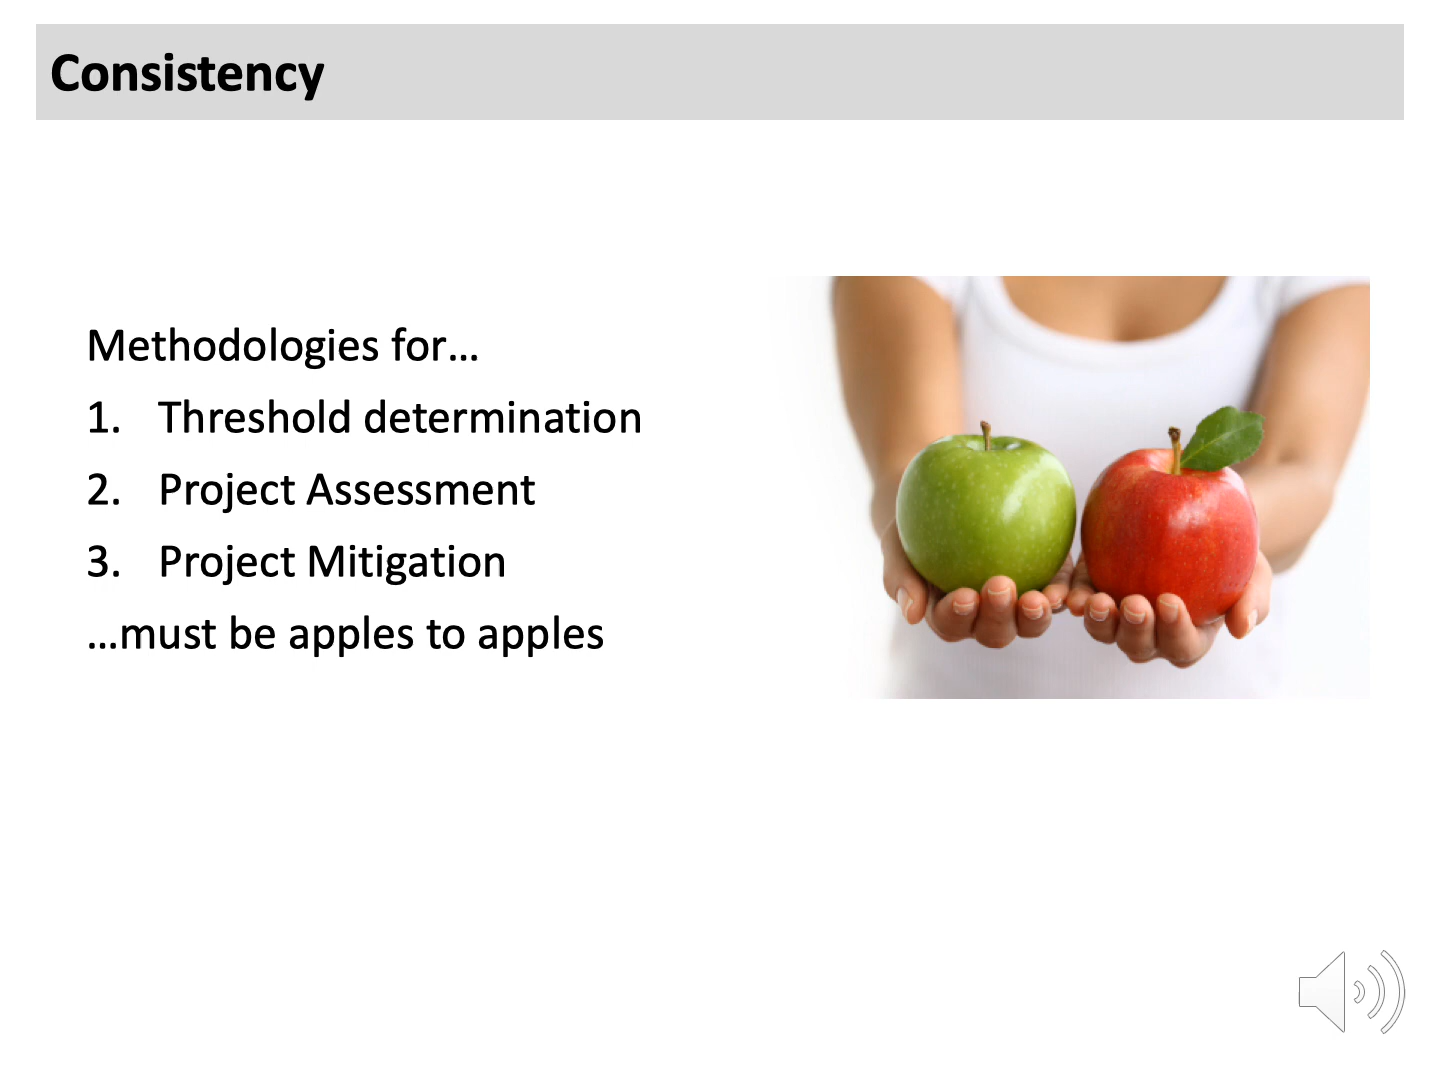 Consistency
Methodologies for…
1. Threshold determination
2. Project Assessment
3. Project Mitigation
…must be apples to apples